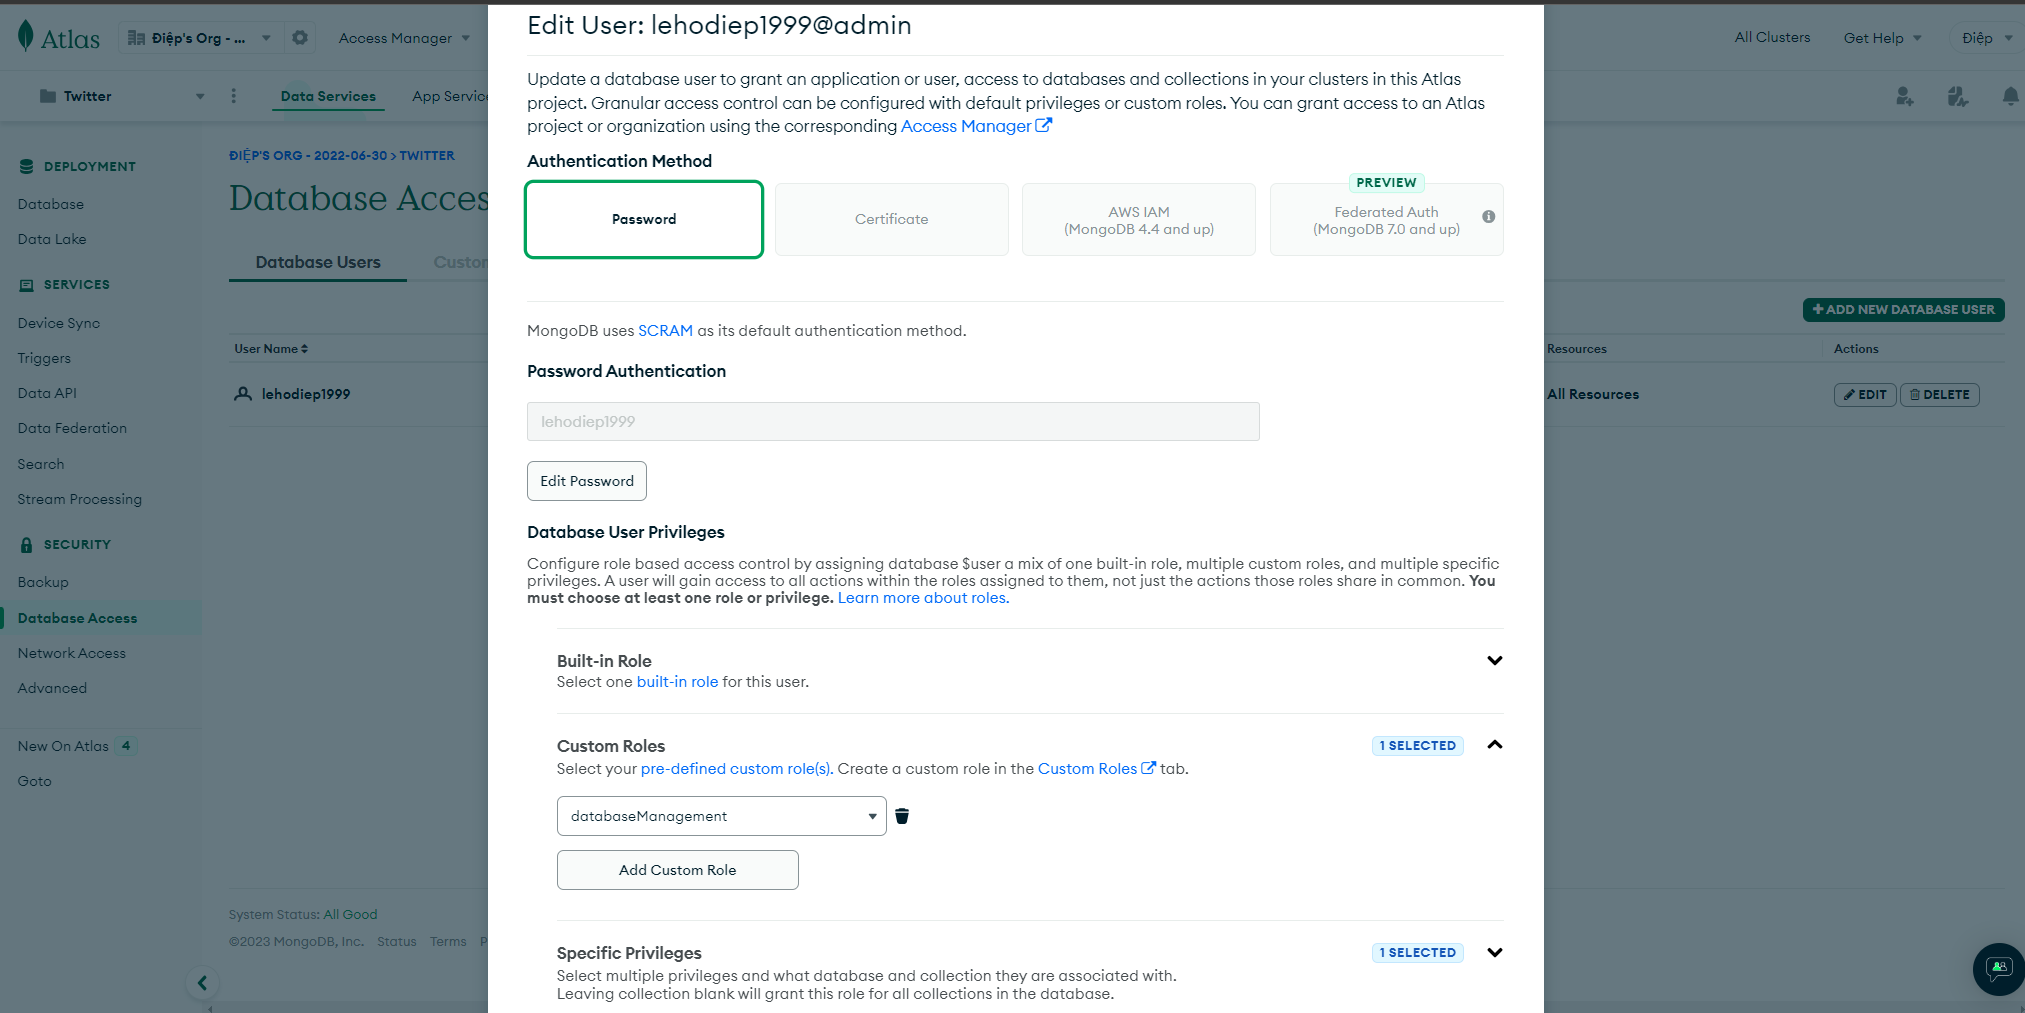 Atlas
Điệp's Org - ...
Access Manager
All Clusters
Get Help
Điệp
Twitter
Data Services
App Service
DEPLOYMENT
Database
Data Lake
SERVICES
Device Sync
Triggers
Data API
Data Federation
Search
Stream Processing
SECURITY
Backup
Database Access
Network Access
Advanced
New On Atlas 4
Goto
ĐIỆP'S ORG - 2022-06-30 > TWITTER
Database Acces
Database Users
Custor
User Name
lehodiep1999
System Status: All Good
©2023 MongoDB, Inc. Status Terms P
Edit User: lehodiep1999@admin
Update a database user to grant an application or user, access to databases and collections in your clusters in this Atlas
project. Granular access control can be configured with default privileges or custom roles. You can grant access to an Atlas
project or organization using the corresponding Access Manager
Authentication Method
Password
Certificate
AWS IAM
(MongoDB 4.4 and up)
PREVIEW
Federated Auth
(MongoDB 7.0 and up)
MongoDB uses SCRAM as its default authentication method.
Password Authentication
lehodiep1999
Edit Password
Database User Privileges
Configure role based access control by assigning database $user a mix of one built-in role, multiple custom roles, and multiple specific
privileges. A user will gain access to all actions within the roles assigned to them, not just the actions those roles share in common. You
must choose at least one role or privilege. Learn more about roles.
Built-in Role
Select one built-in role for this user.
Custom Roles
1 SELECTED
Select your pre-defined custom role(s). Create a custom role in the Custom Roles tab.
databaseManagement
Add Custom Role
Specific Privileges
1 SELECTED
Select multiple privileges and what database and collection they are associated with.
Leaving collection blank will grant this role for all collections in the database.
ADD NEW DATABASE USER
Resources
Actions
All Resources
EDIT
DELETE